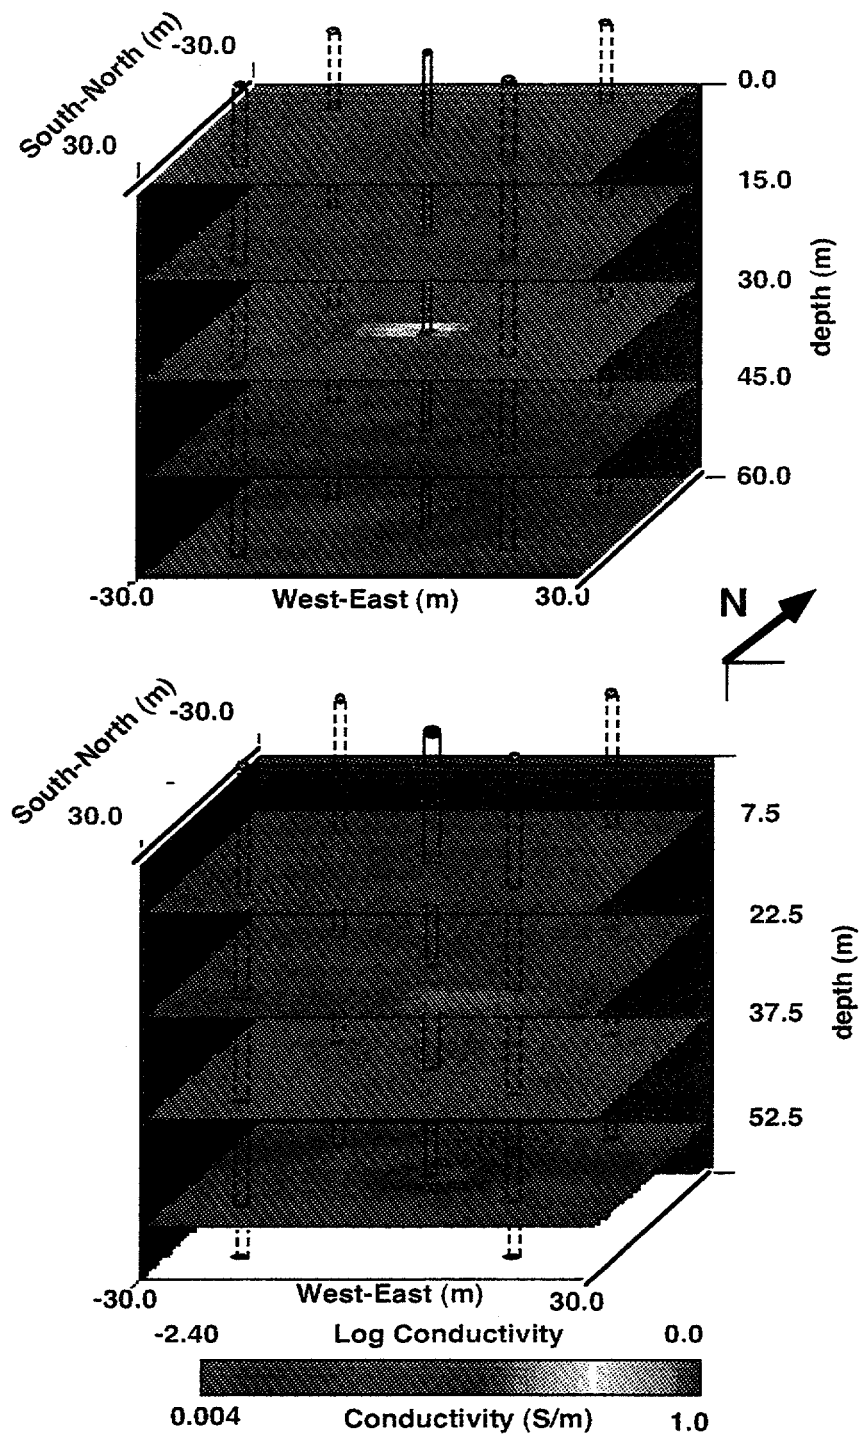 South-North (m)
-30.0
30.0
0.0
15.0
30.0
45.0
60.0
depth (m)
-30.0
West-East (m)
30.0
N
South-North (m)
-30.0
30.0
7.5
22.5
37.5
52.5
depth (m)
-30.0
West-East (m)
30.0
-2.40
Log Conductivity
0.0
0.004
Conductivity (S/m)
1.0